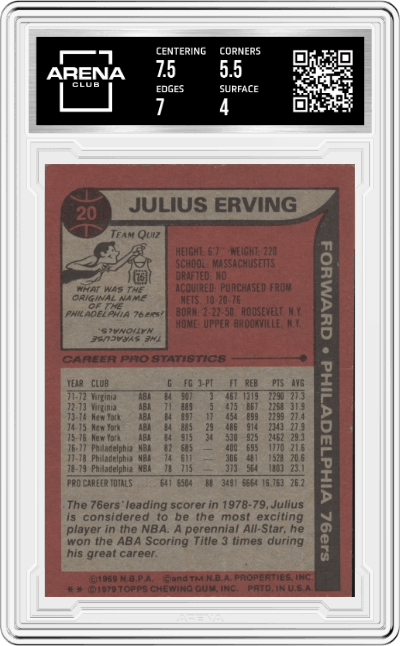 ARENA
CLUB
CENTERING CORNERS
7.5 5.5
EDGES SURFACE
7 4
20 JULIUS ERVING
TEAM QUIZ
WHAT WAS THE
ORIGINAL NAME
OF THE
PHILADELPHIA 76ERS?
THE SYRACUSE
NATIONALS.
HEIGHT: 6'7" WEIGHT: 220
SCHOOL: MASSACHUSETTS
DRAFTED: NO
ACQUIRED: PURCHASED FROM
NETS, 10-20-76
BORN: 2-22-50, ROOSEVELT, N.Y.
HOME: UPPER BROOKVILLE, N.Y.
FORWARD • PHILADELPHIA 76ers
CAREER PRO STATISTICS
YEAR CLUB G FG 3-PT FT REB PTS AVG
71-72 Virginia ABA 84 907 3 467 1319 2290 27.3
72-73 Virginia ABA 71 889 5 475 867 2268 31.9
73-74 New York ABA 84 897 17 454 899 2299 27.4
74-75 New York ABA 84 885 29 486 914 2343 27.9
75-76 New York ABA 84 915 34 530 925 2462 29.3
76-77 Philadelphia NBA 82 685 - 400 695 1770 21.6
77-78 Philadelphia NBA 74 611 - 306 481 1528 20.6
78-79 Philadelphia NBA 78 715 - 373 564 1803 23.1
PRO CAREER TOTALS 641 6504 88 3491 6664 16,763 26.2
The 76ers' leading scorer in 1978-79, Julius
is considered to be the most exciting
player in the NBA. A perennial All-Star, he
won the ABA Scoring Title 3 times during
his great career.
©1969 N.B.P.A. ©and TM N.B.A. PROPERTIES, INC.
** ©1979 TOPPS CHEWING GUM, INC. PRTD. IN U.S.A.
ARENA